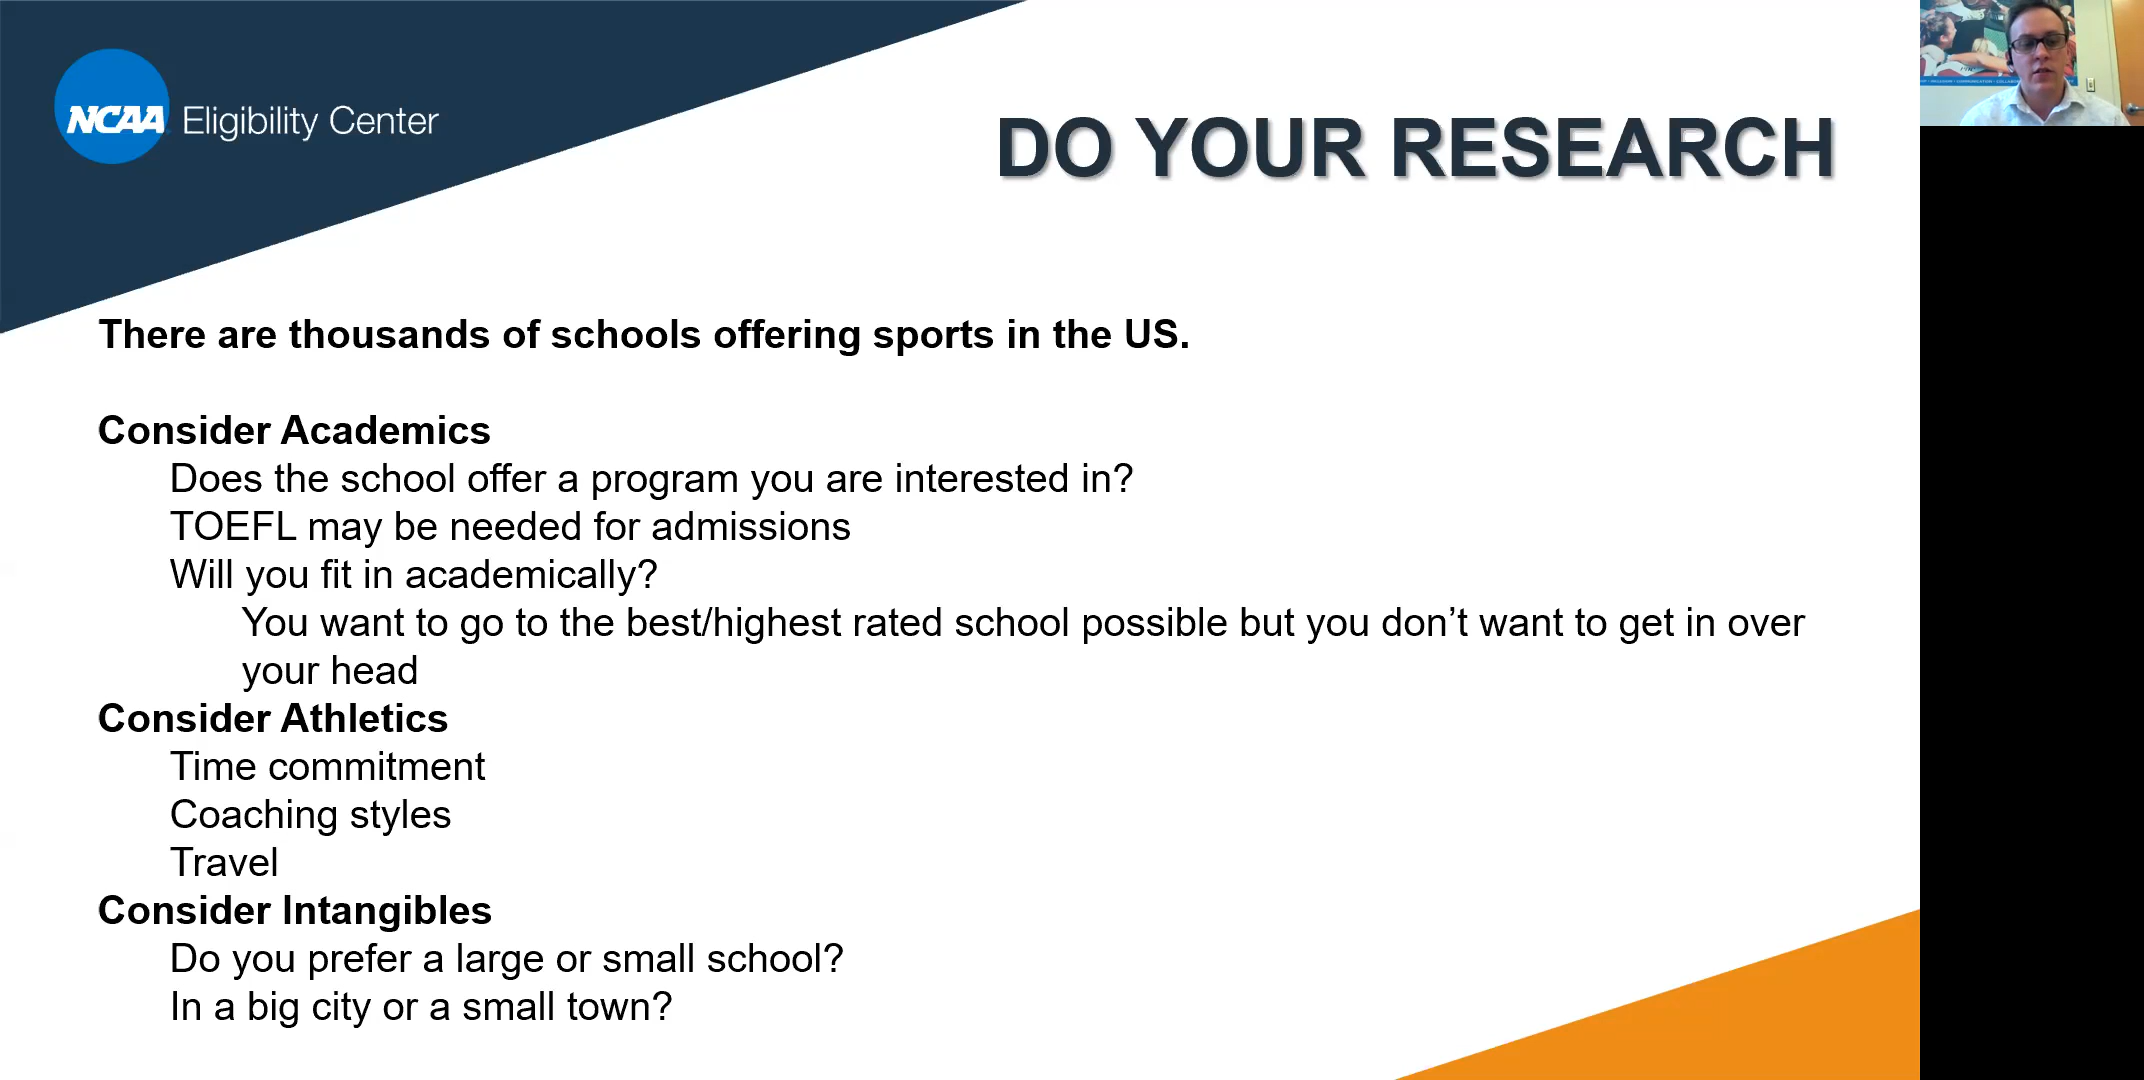 NCAA Eligibility Center
DO YOUR RESEARCH
There are thousands of schools offering sports in the US.
Consider Academics
Does the school offer a program you are interested in?
TOEFL may be needed for admissions
Will you fit in academically?
You want to go to the best/highest rated school possible but you don’t want to get in over
your head
Consider Athletics
Time commitment
Coaching styles
Travel
Consider Intangibles
Do you prefer a large or small school?
In a big city or a small town?